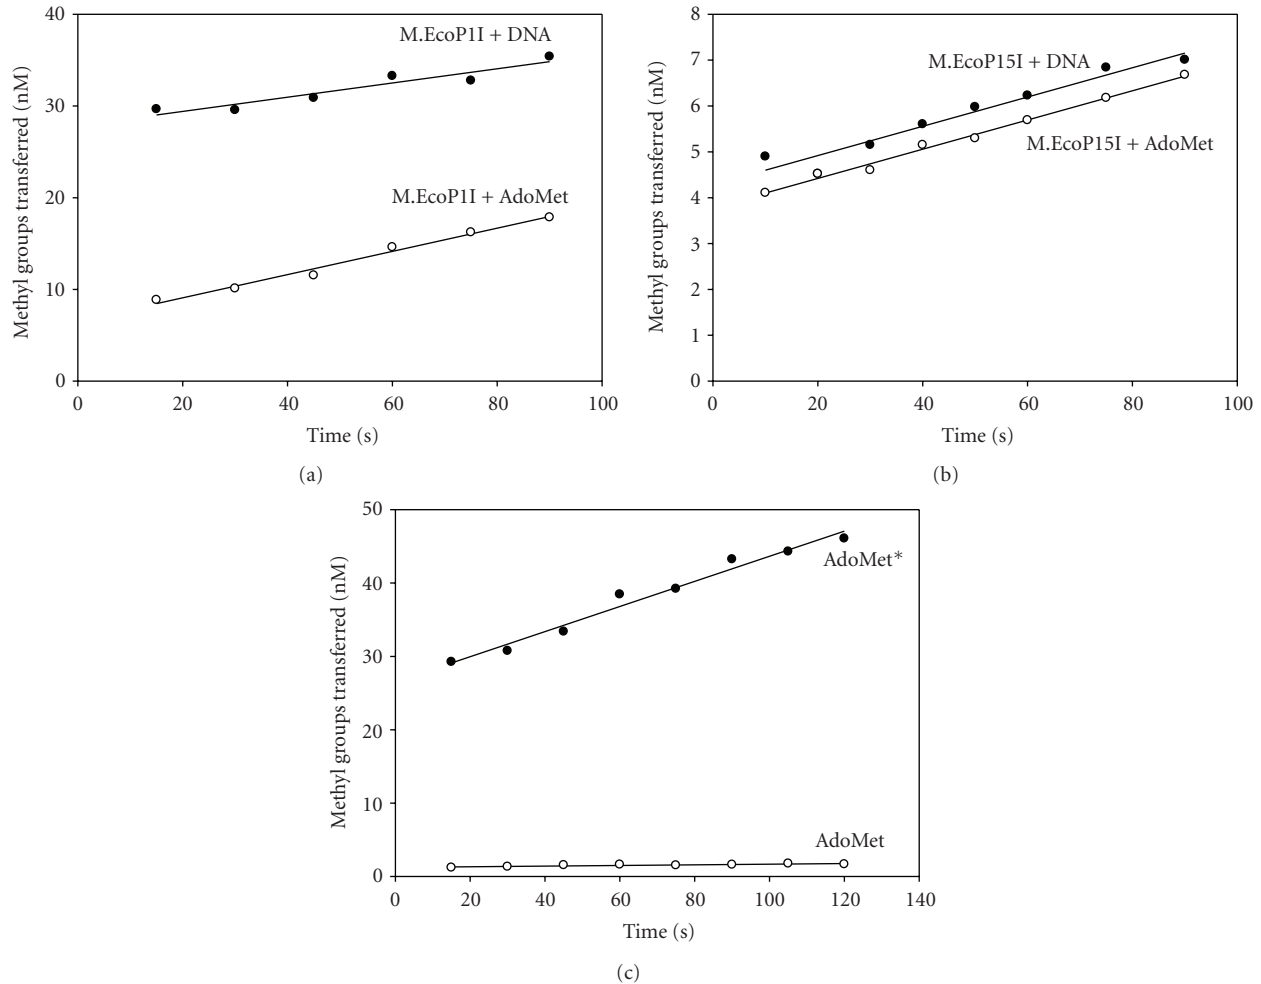 40
30
20
10
0
0 20 40 60 80 100
Methyl groups transferred (nM)
Time (s)
M.EcoP1I + DNA
M.EcoP1I + AdoMet
(a)
8
7
6
5
4
3
2
1
0
0 20 40 60 80 100
Methyl groups transferred (nM)
Time (s)
M.EcoP15I + DNA
M.EcoP15I + AdoMet
(b)
50
40
30
20
10
0
0 20 40 60 80 100 120 140
Methyl groups transferred (nM)
Time (s)
AdoMet*
AdoMet
(c)